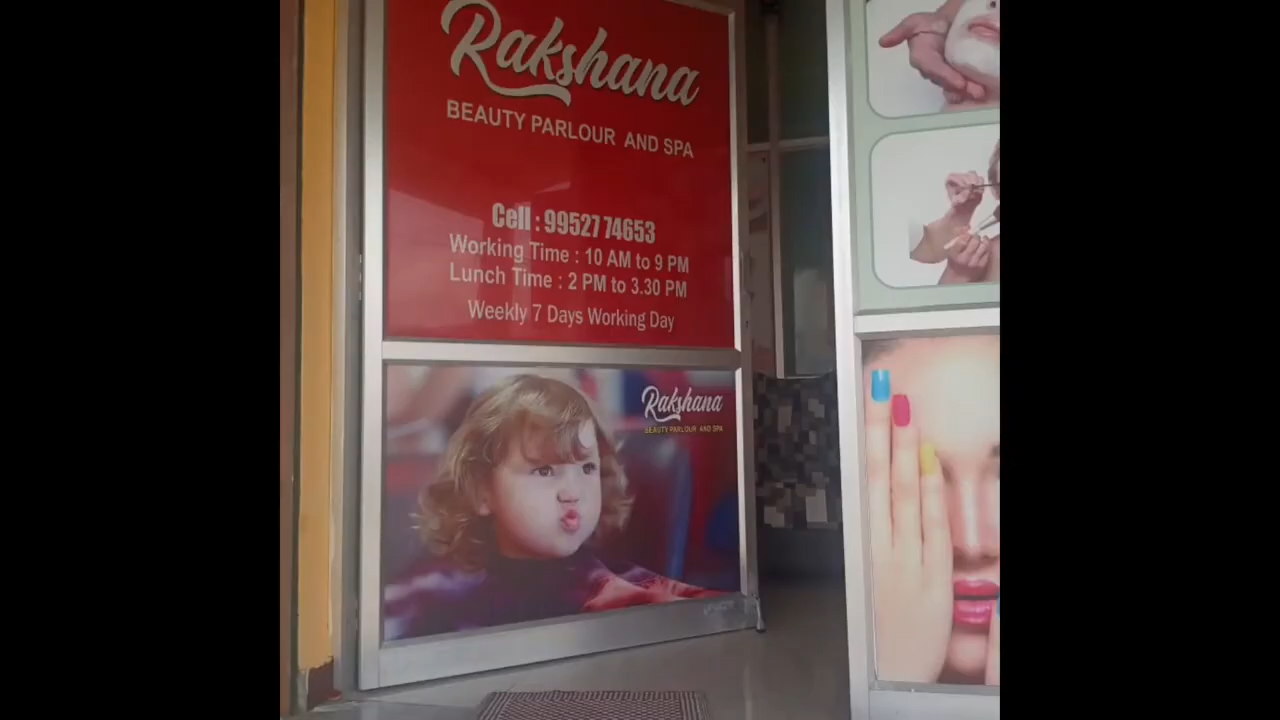 Rakshana
BEAUTY PARLOUR AND SPA
Cell : 99527 74653
Working Time : 10 AM to 9 PM
Lunch Time : 2 PM to 3.30 PM
Weekly 7 Days Working Day
Rakshana
BEAUTY PARLOUR AND SPA